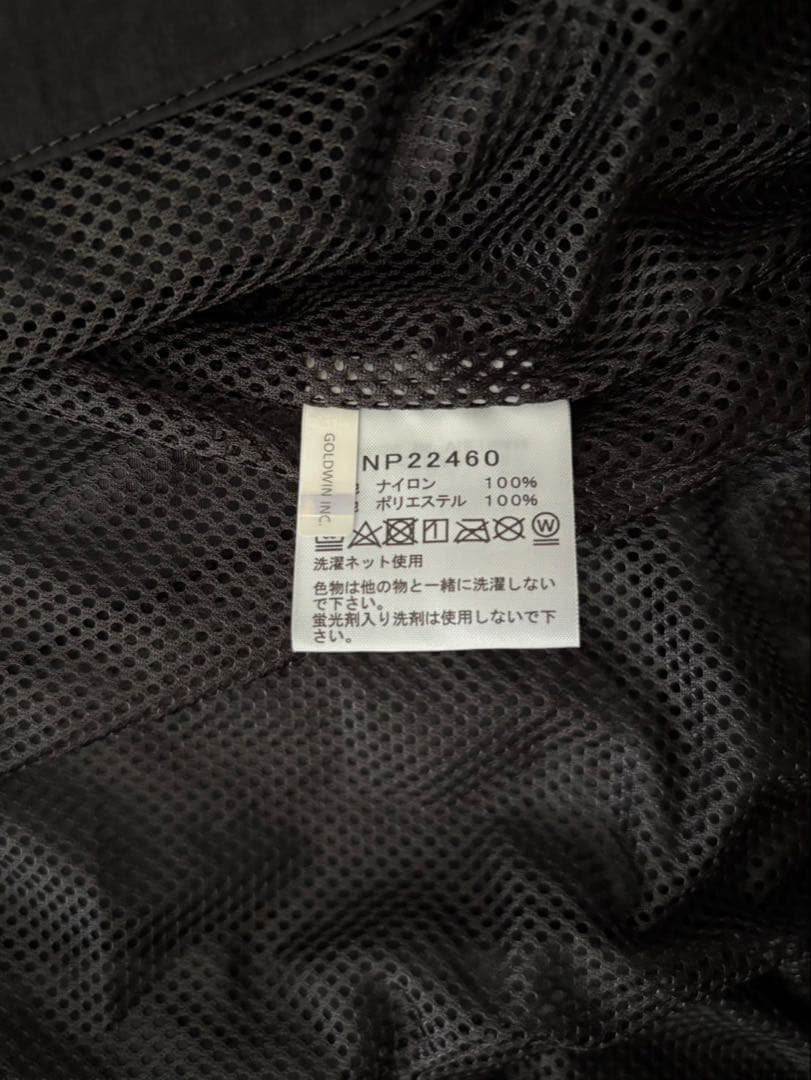 GOLDWIN INC.
NP22460
ナイロン 100%
ポリエステル 100%
洗濯ネット使用
色物は他の物と一緒に洗濯しない
で下さい。
蛍光剤入り洗剤は使用しないで下
さい。